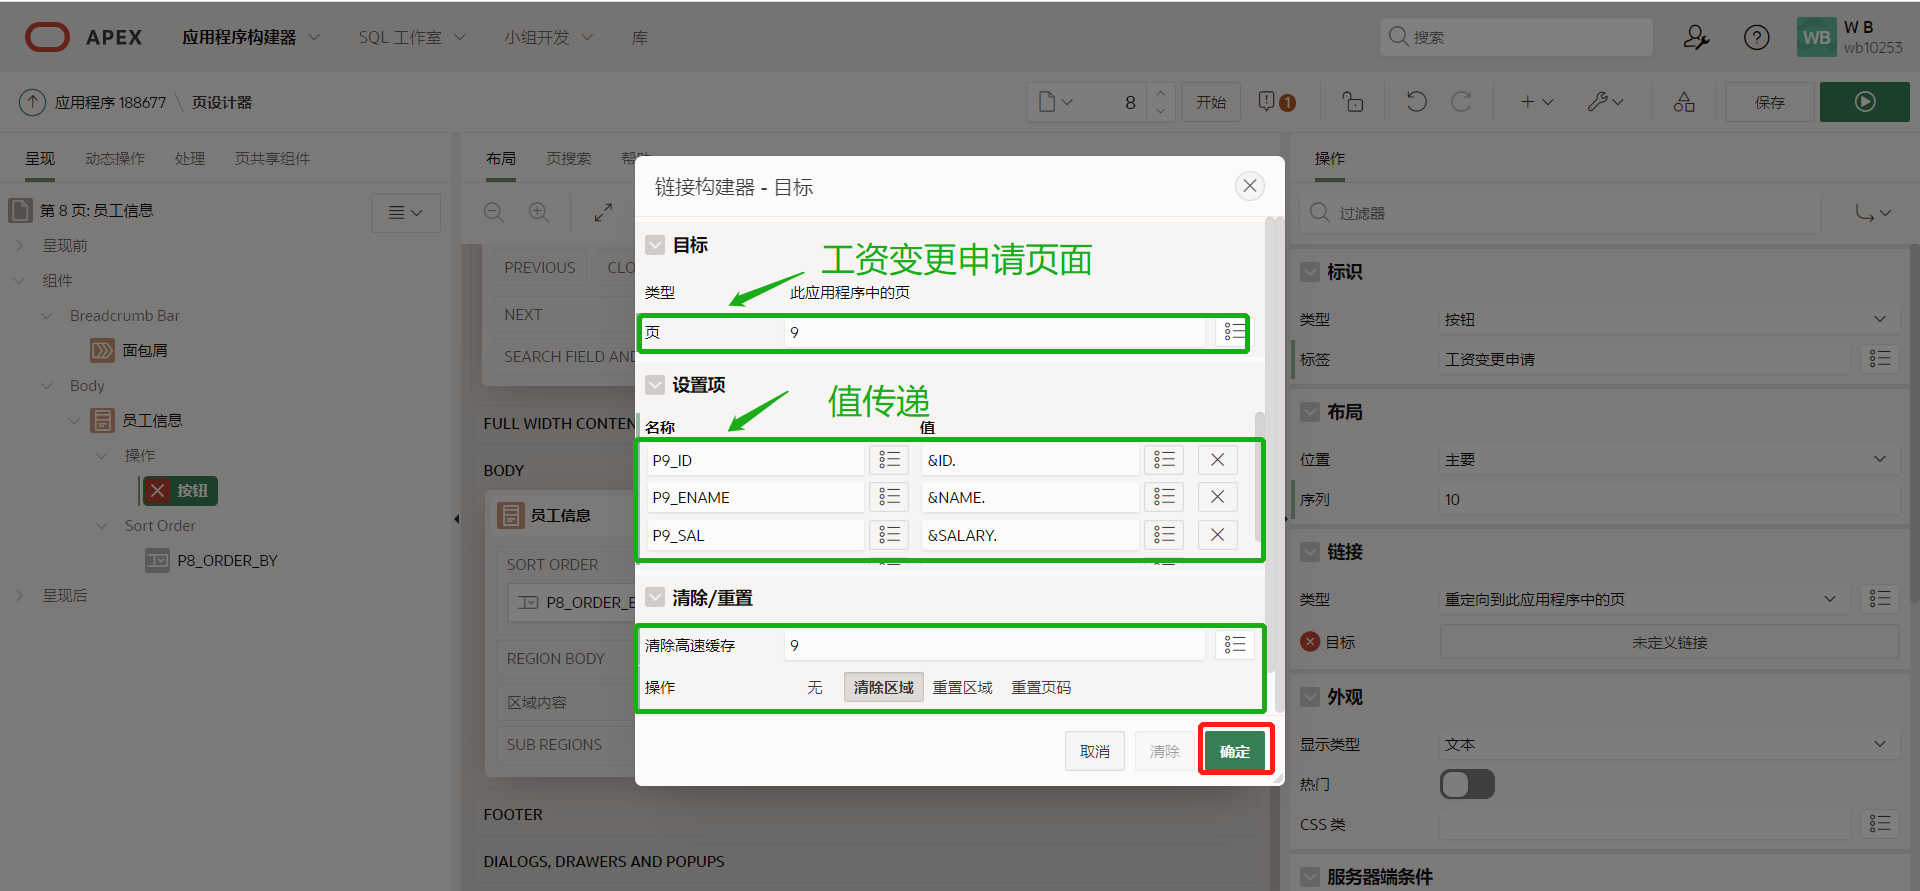 APEX 应用程序构建器 SQL 工作室 小组开发 库 搜索 WB W B
wb10253
应用程序 188677 \ 页设计器 8 开始 1 保存
呈现 动态操作 处理 页共享组件
第 8 页: 员工信息
呈现前
组件
Breadcrumb Bar
面包屑
Body
员工信息
操作
按钮
Sort Order
P8_ORDER_BY
呈现后
布局 页搜索
PREVIOUS CLO
NEXT
SEARCH FIELD AND
FULL WIDTH CONTEN
BODY
员工信息
SORT ORDER
P8_ORDER_B
REGION BODY
区域内容
SUB REGIONS
FOOTER
DIALOGS, DRAWERS AND POPUPS
链接构建器 - 目标
目标
工资变更申请页面
类型 此应用程序中的页
页 9
设置项
值传递
名称 值
P9_ID &ID.
P9_ENAME &NAME.
P9_SAL &SALARY.
清除/重置
清除高速缓存 9
操作 无 清除区域 重置区域 重置页码
取消 清除 确定
操作
过滤器
标识
类型 按钮
标签 工资变更申请
布局
位置 主要
序列 10
链接
类型 重定向到此应用程序中的页
目标 未定义链接
外观
显示类型 文本
热门
CSS 类
服务器端条件